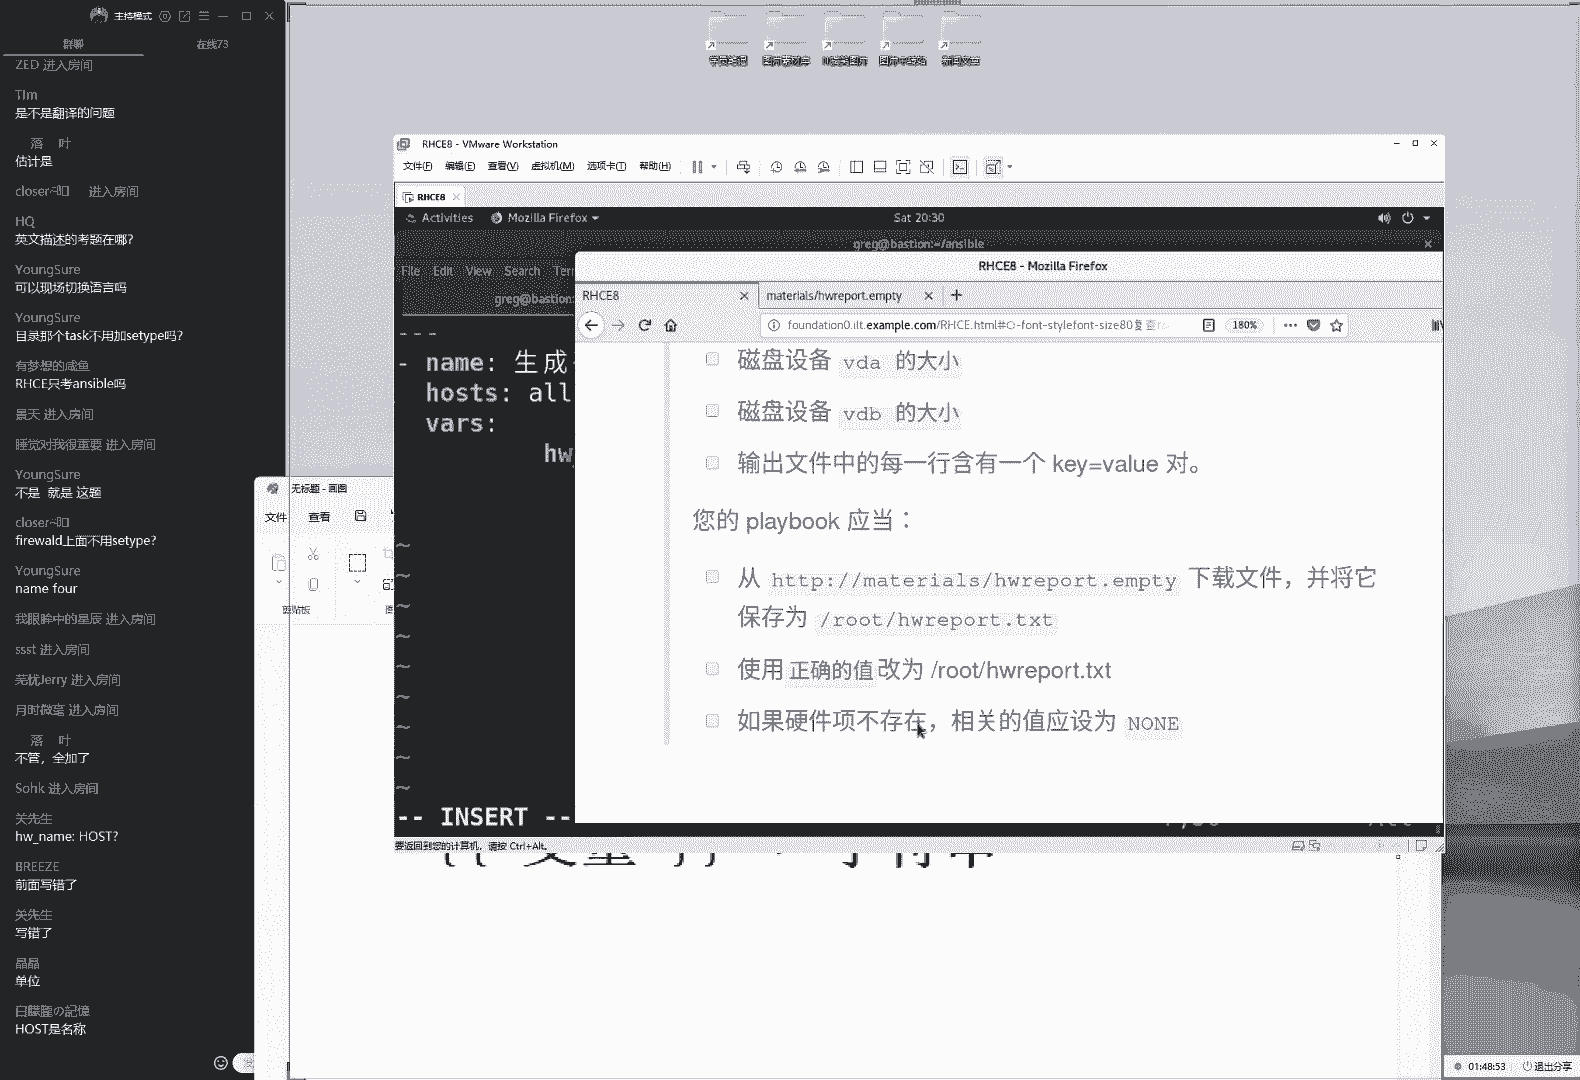 主持模式
群聊
在线73
ZED 进入房间
Tim
是不是翻译的问题
落 叶
估计是
进入房间
HQ
英文描述的考题在哪?
YoungSure
可以现场切换语言吗
YoungSure
目录那个task不用加setype吗?
有梦想的咸鱼
RHCE只考ansible吗
景天 进入房间
睡觉对我很重要 进入房间
YoungSure
不是 就是 这题
firewald上面不用setype?
YoungSure
name four
我眼眸中的星辰 进入房间
ssst 进入房间
芜忧Jerry 进入房间
月时微毫 进入房间
落 叶
不管，全加了
Sohk 进入房间
关先生
hw_name: HOST?
BREEZE
前面写错了
关先生
写错了
晶晶
单位
HOST是名称
无标题 - 画图
文件
查看
剪贴板
RHCE8 - VMware Workstation
文件(F) 编辑(E) 查看(V) 虚拟机(M) 选项卡(T) 帮助(H)
RHCE8
Activities Mozilla Firefox Sat 20:30
greg@bastion:~/ansible
File Edit View Search Ter
greg@bastion:
---
- name: 生成
hosts: all
vars:
hw
~
~
~
~
~
~
~
~
~
-- INSERT --
RHCE8 - Mozilla Firefox
RHCE8 materials/hwreport.empty
foundation0.ilt.example.com/RHCE.html#○-font-stylefont-size80复查 180%
磁盘设备 vda 的大小
磁盘设备 vdb 的大小
输出文件中的每一行含有一个 key=value 对。
您的 playbook 应当：
从 http://materials/hwreport.empty 下载文件，并将它
保存为 /root/hwreport.txt
使用 正确的值 改为 /root/hwreport.txt
如果硬件项不存在，相关的值应设为 NONE
要返回到您的计算机，请按 Ctrl+Alt。
01:48:53 退出分享